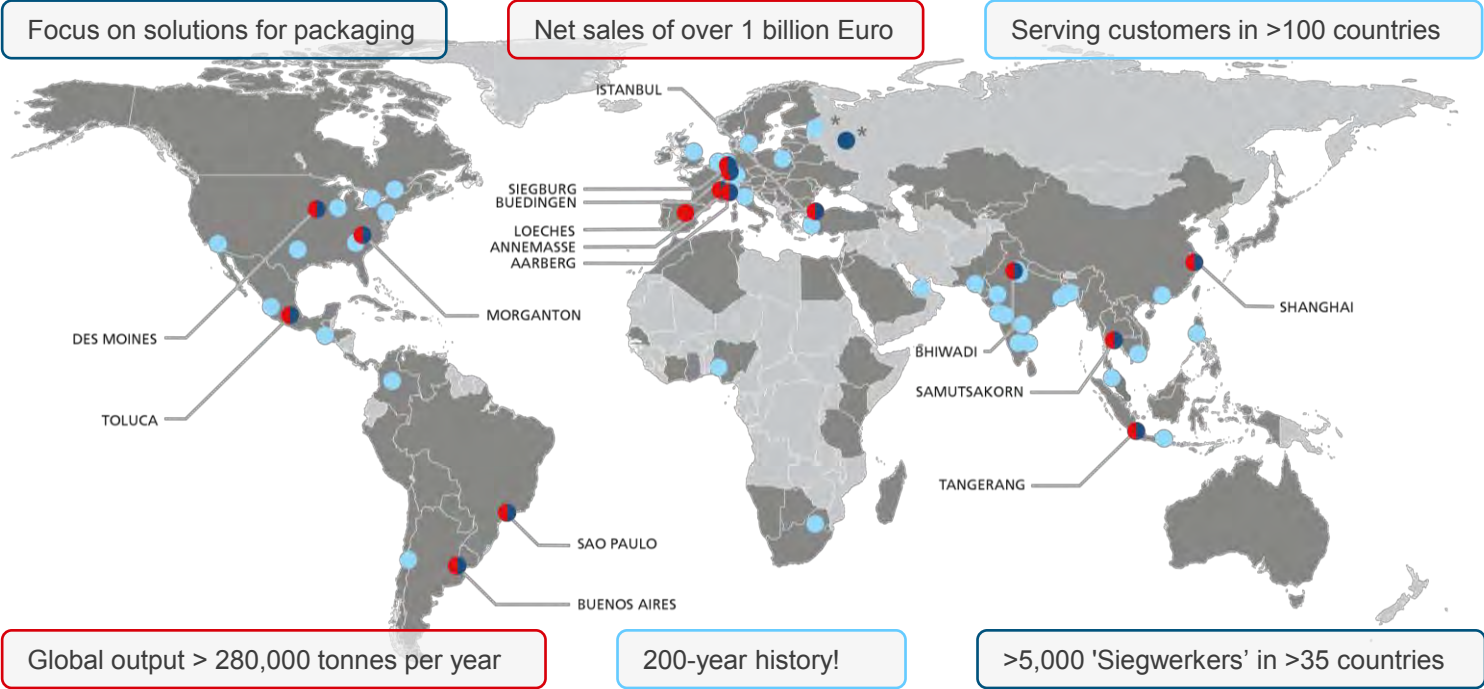 Focus on solutions for packaging
Net sales of over 1 billion Euro
Serving customers in >100 countries
ISTANBUL
* *
SIEGBURG
BUEDINGEN
LOECHES
ANNEMASSE
AARBERG
MORGANTON
DES MOINES
TOLUCA
SHANGHAI
BHIWADI
SAMUTSAKORN
TANGERANG
SAO PAULO
BUENOS AIRES
Global output > 280,000 tonnes per year
200-year history!
>5,000 'Siegwerkers’ in >35 countries